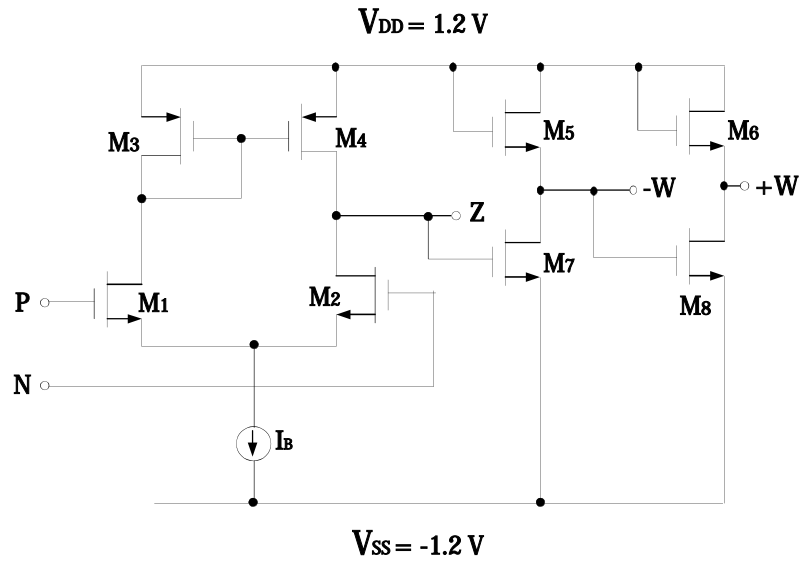 VDD = 1.2 V
M3
M4
M5
M6
-W
+W
Z
M7
P
M1
M2
M8
N
IB
VSS = -1.2 V